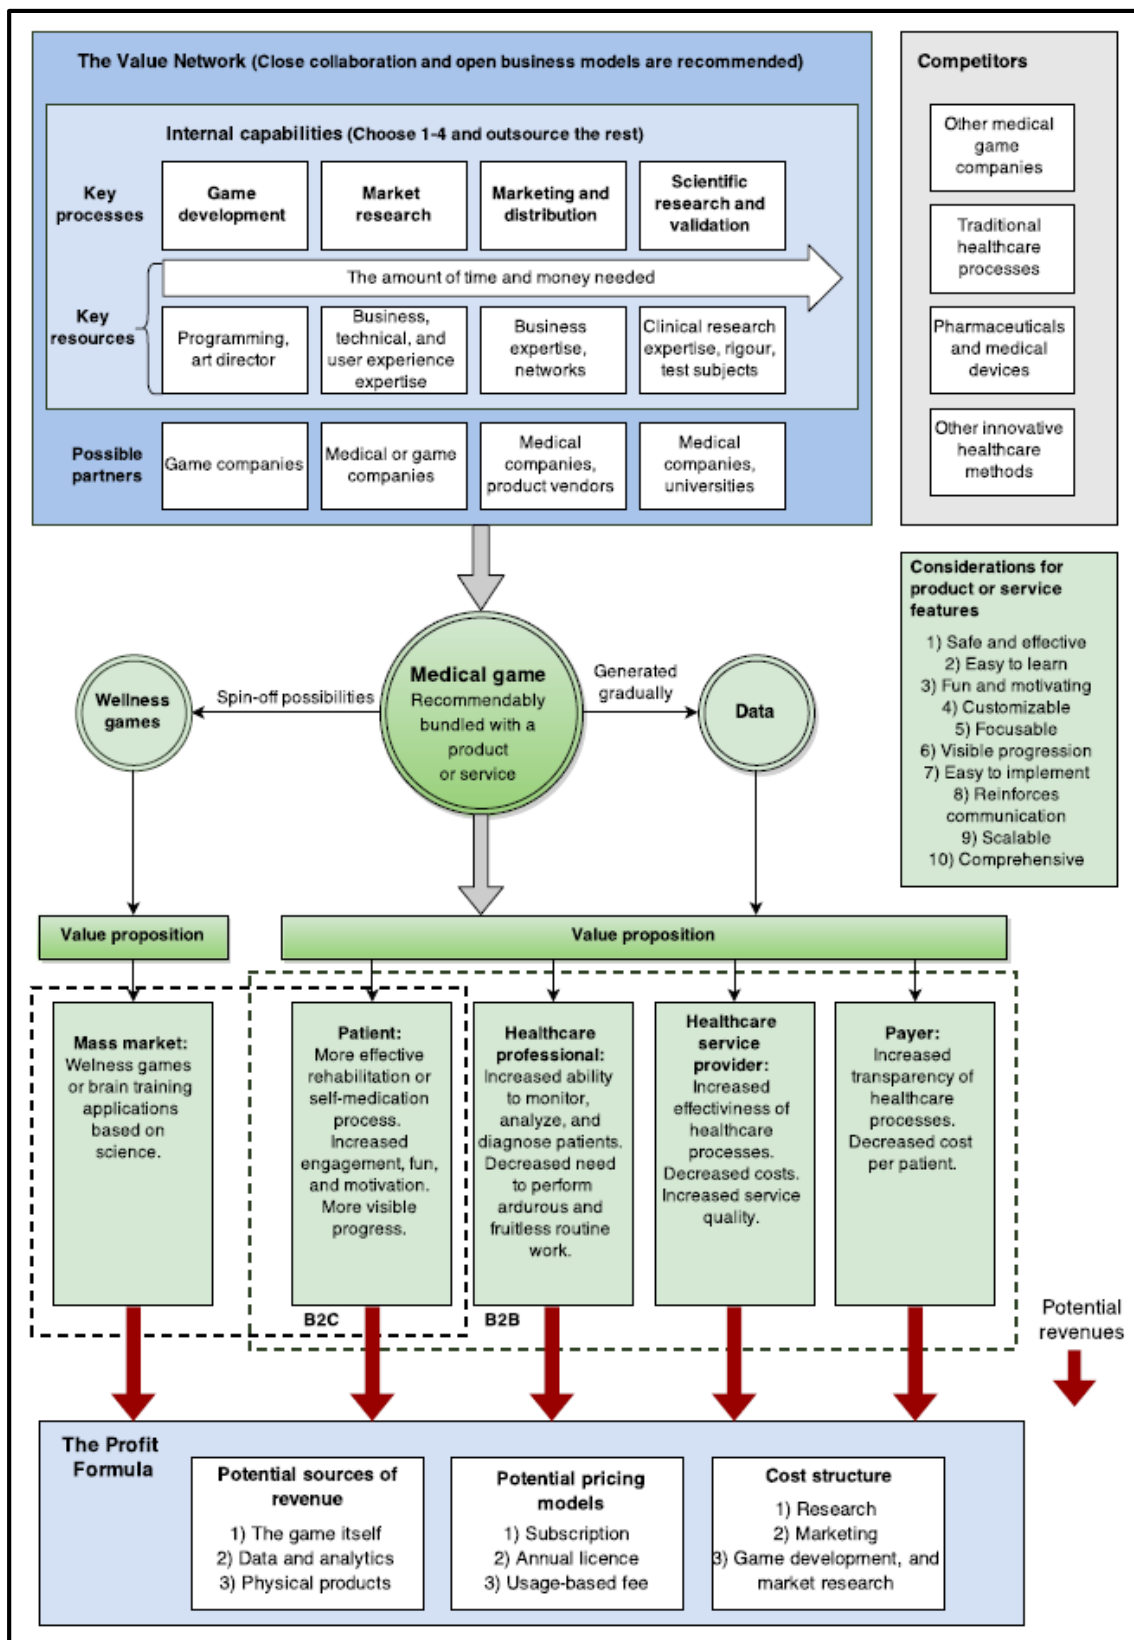 The Value Network (Close collaboration and open business models are recommended)
Internal capabilities (Choose 1-4 and outsource the rest)
Key
processes
Game
development
Market
research
Marketing and
distribution
Scientific
research and
validation
The amount of time and money needed
Key
resources
Programming,
art director
Business,
technical, and
user experience
expertise
Business
expertise,
networks
Clinical research
expertise, rigour,
test subjects
Possible
partners
Game companies
Medical or game
companies
Medical
companies,
product vendors
Medical
companies,
universities
Competitors
Other medical
game
companies
Traditional
healthcare
processes
Pharmaceuticals
and medical
devices
Other innovative
healthcare
methods
Considerations for
product or service
features
1) Safe and effective
2) Easy to learn
3) Fun and motivating
4) Customizable
5) Focusable
6) Visible progression
7) Easy to implement
8) Reinforces
communication
9) Scalable
10) Comprehensive
Wellness
games
Spin-off possibilities
Medical game
Recommendably
bundled with a
product
or service
Generated
gradually
Data
Value proposition
Value proposition
Mass market:
Welness games
or brain training
applications
based on
science.
Patient:
More effective
rehabilitation or
self-medication
process.
Increased
engagement, fun,
and motivation.
More visible
progress.
Healthcare
professional:
Increased ability
to monitor,
analyze, and
diagnose patients.
Decreased need
to perform
ardurous and
fruitless routine
work.
Healthcare
service
provider:
Increased
effectiviness of
healthcare
processes.
Decreased costs.
Increased service
quality.
Payer:
Increased
transparency of
healthcare
processes.
Decreased cost
per patient.
B2C
B2B
Potential
revenues
The Profit
Formula
Potential sources of
revenue
1) The game itself
2) Data and analytics
3) Physical products
Potential pricing
models
1) Subscription
2) Annual licence
3) Usage-based fee
Cost structure
1) Research
2) Marketing
3) Game development, and
market research